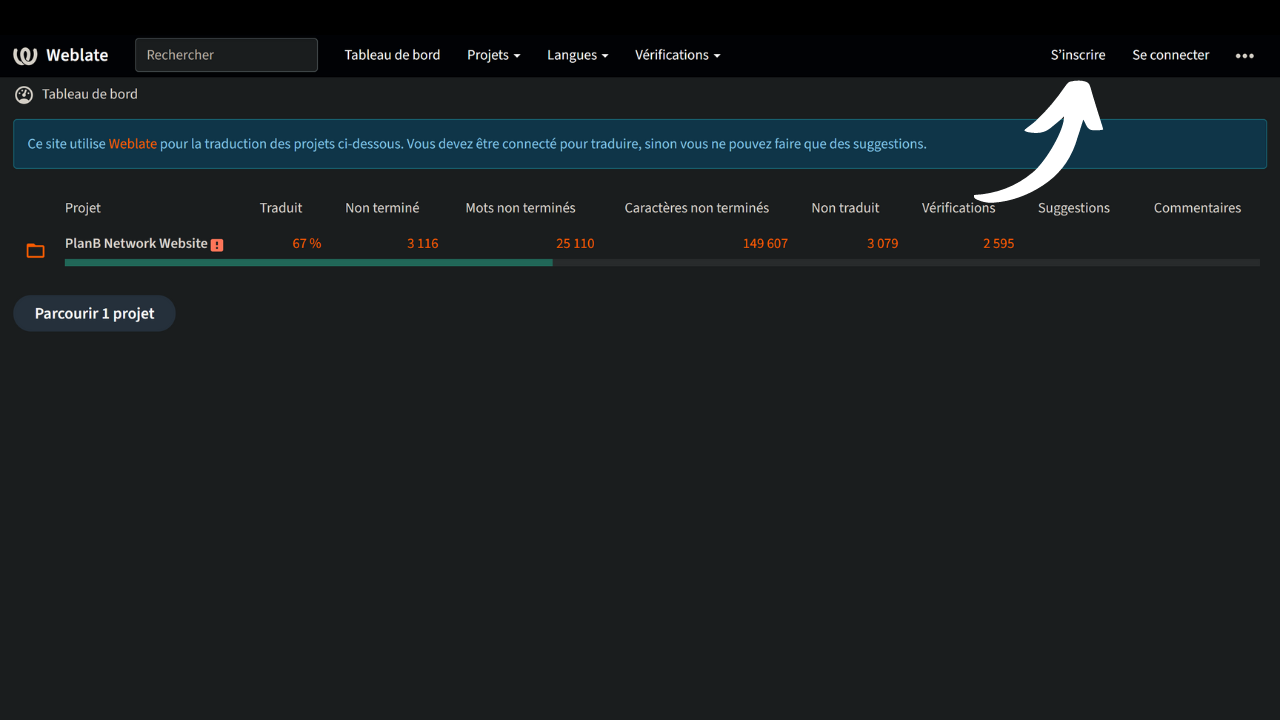 Weblate Rechercher Tableau de bord Projets Langues Vérifications S’inscrire Se connecter
Tableau de bord
Ce site utilise Weblate pour la traduction des projets ci-dessous. Vous devez être connecté pour traduire, sinon vous ne pouvez faire que des suggestions.
Projet Traduit Non terminé Mots non terminés Caractères non terminés Non traduit Vérifications Suggestions Commentaires
PlanB Network Website 67 % 3 116 25 110 149 607 3 079 2 595
Parcourir 1 projet